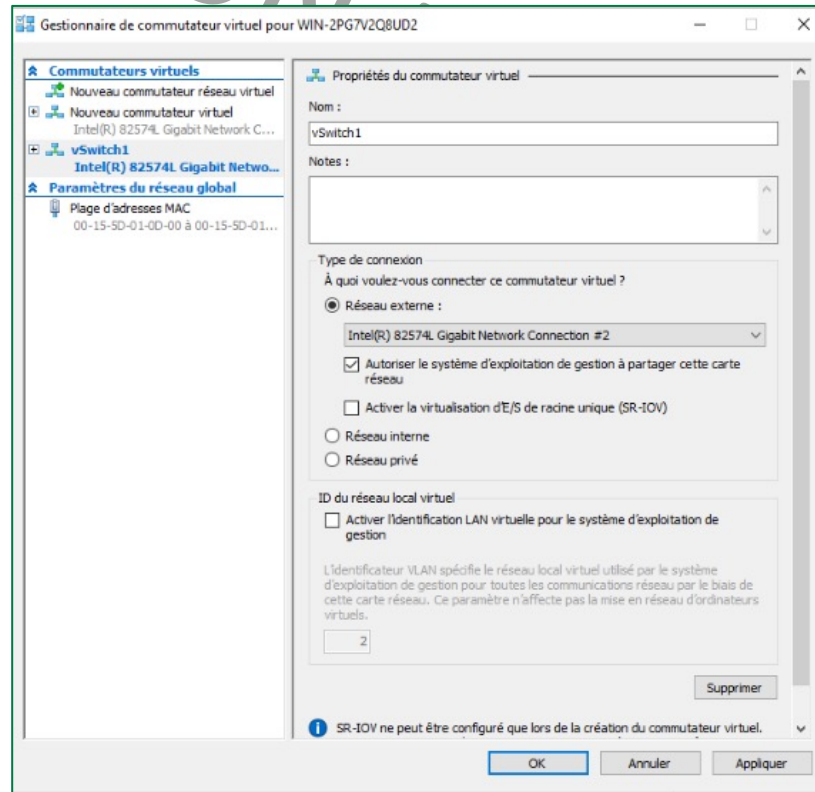 Gestionnaire de commutateur virtuel pour WIN-2PG7V2Q8UD2
Commutateurs virtuels
Nouveau commutateur réseau virtuel
Nouveau commutateur virtuel
Intel(R) 82574L Gigabit Network C...
vSwitch1
Intel(R) 82574L Gigabit Netwo...
Paramètres du réseau global
Plage d'adresses MAC
00-15-5D-01-0D-00 à 00-15-5D-01...
Propriétés du commutateur virtuel
Nom :
vSwitch1
Notes :
Type de connexion
À quoi voulez-vous connecter ce commutateur virtuel ?
Réseau externe :
Intel(R) 82574L Gigabit Network Connection #2
Autoriser le système d'exploitation de gestion à partager cette carte
réseau
Activer la virtualisation d'E/S de racine unique (SR-IOV)
Réseau interne
Réseau privé
ID du réseau local virtuel
Activer l'identification LAN virtuelle pour le système d'exploitation de
gestion
L'identificateur VLAN spécifie le réseau local virtuel utilisé par le système
d'exploitation de gestion pour toutes les communications réseau par le biais de
cette carte réseau. Ce paramètre n'affecte pas la mise en réseau d'ordinateurs
virtuels.
2
Supprimer
SR-IOV ne peut être configuré que lors de la création du commutateur virtuel.
OK
Annuler
Appliquer